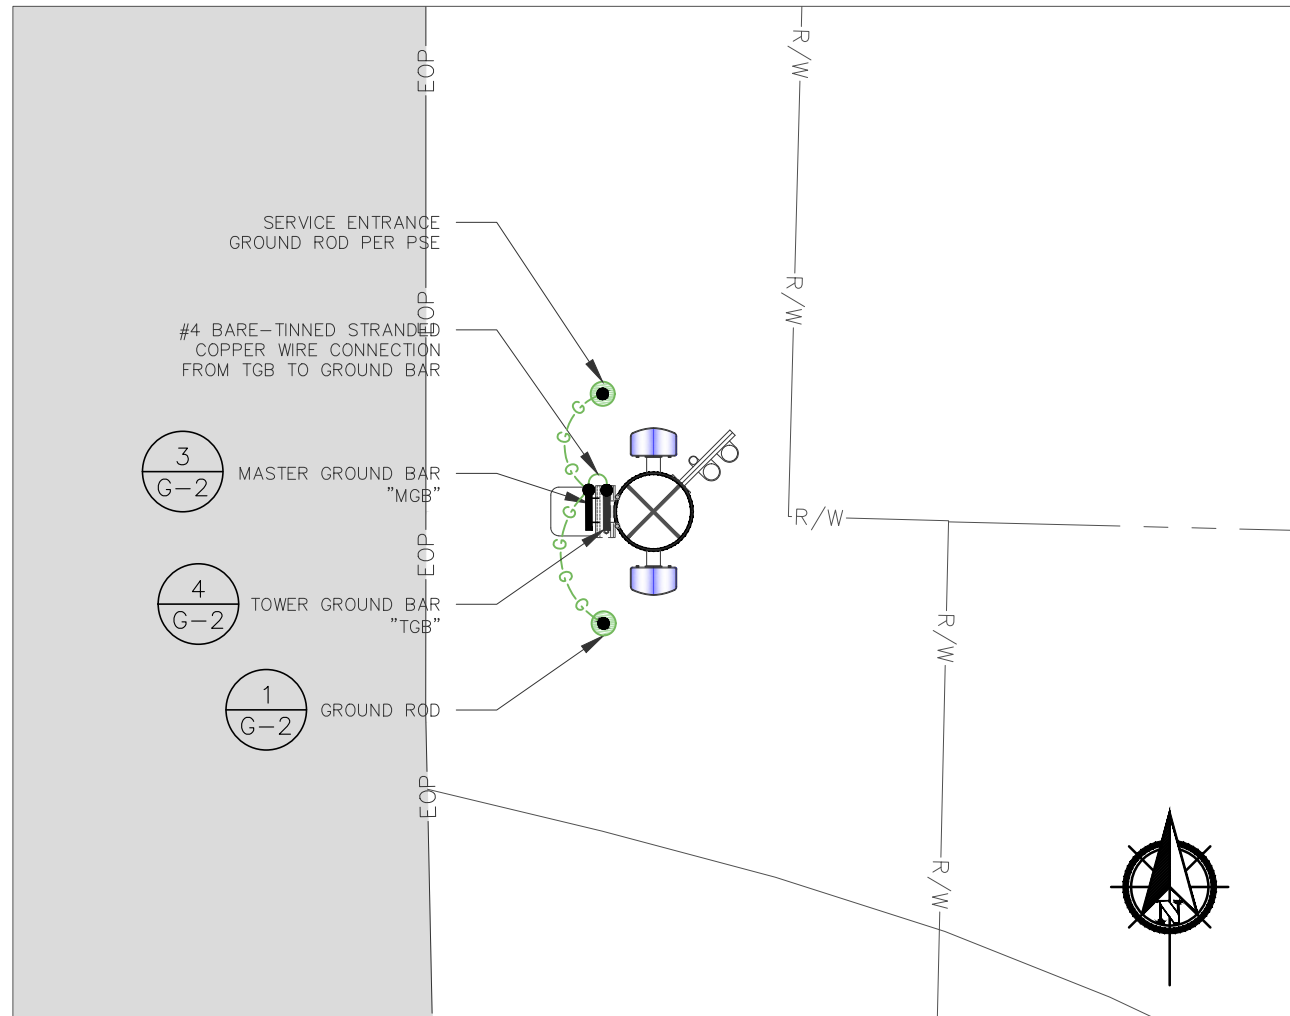 EOP
R/W
SERVICE ENTRANCE
GROUND ROD PER PSE
R/W
EOP
#4 BARE-TINNED STRANDED
COPPER WIRE CONNECTION
FROM TGB TO GROUND BAR
G
G
G
3
G-2
MASTER GROUND BAR
"MGB"
G
R/W
EOP
G
G
G
4
G-2
TOWER GROUND BAR
"TGB"
R/W
1
G-2
GROUND ROD
EOP
R/W
N